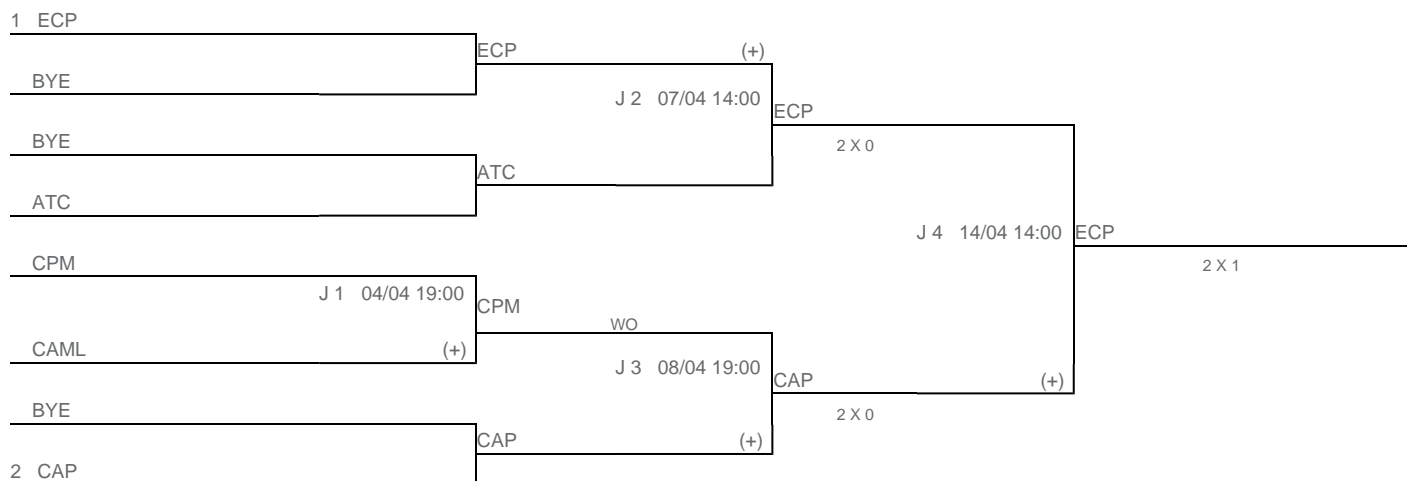 1 ECP
ECP (+)
BYE
J 2 07/04 14:00
ECP
BYE
2 X 0
ATC
ATC
J 4 14/04 14:00 ECP
CPM
2 X 1
J 1 04/04 19:00
CPM
WO
CAML (+)
J 3 08/04 19:00
CAP (+)
BYE
2 X 0
CAP (+)
2 CAP